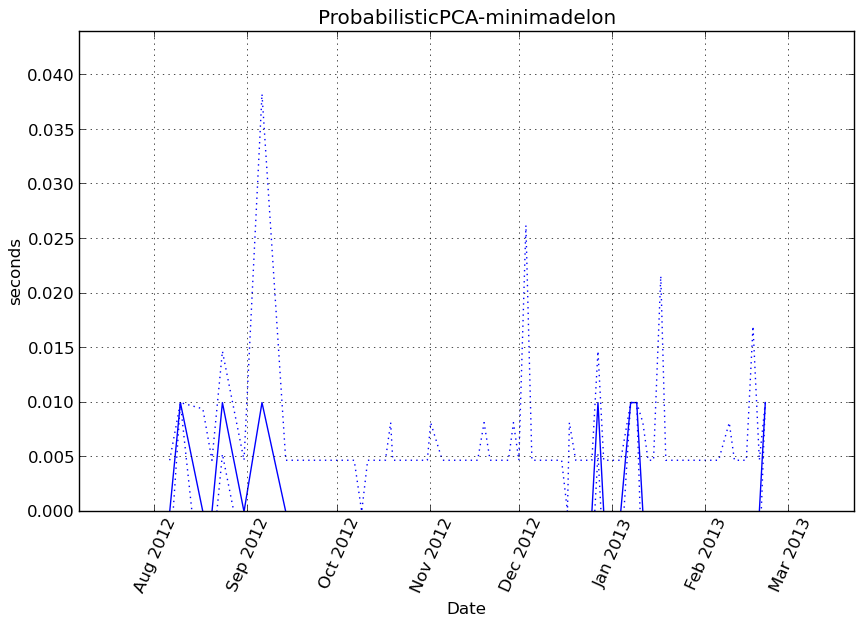 ProbabilisticPCA-minimadelon
0.040
0.035
0.030
0.025
0.020
0.015
0.010
0.005
0.000
seconds
Aug 2012
Sep 2012
Oct 2012
Nov 2012
Dec 2012
Jan 2013
Feb 2013
Mar 2013
Date